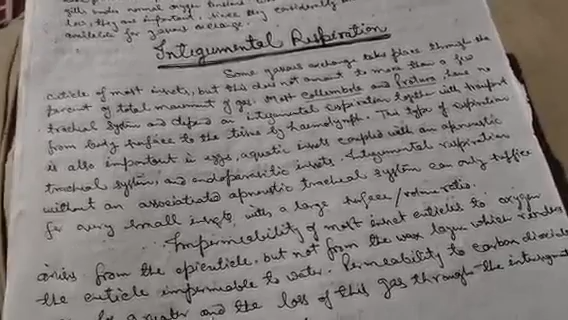 gills under normal oxygen
also, they are important, since they considerably
available for gaseous exchange.
Integumental Respiration
Some gaseous exchange takes place through the
cuticle of most insects, but this does not amount to more than a few
percent of total movement of gas. Most collembola and protura have no
tracheal system and depend on integumental respiration together with transport
from body surface to the tissues by haemolymph. This type of respiration
is also important in eggs, aquatic insects coupled with an apneustic
tracheal system, and endoparasitic insects. Integumental respiration
without an associated apneustic tracheal system can only suffice
for very small insects with a large surface/volume ratio.
Impermeability of most insect cuticles to oxygen
arises from the epicuticle, but not from the wax layer which renders
the cuticle impermeable to water. Permeability to carbon dioxide
greater and the loss of this gas through the